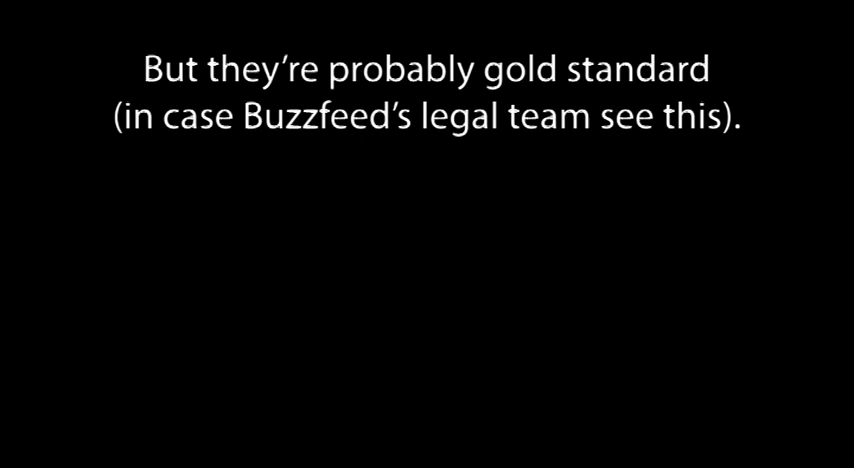 But they‘re probably gold standard
(in case Buzzfeed’s legal team see this).